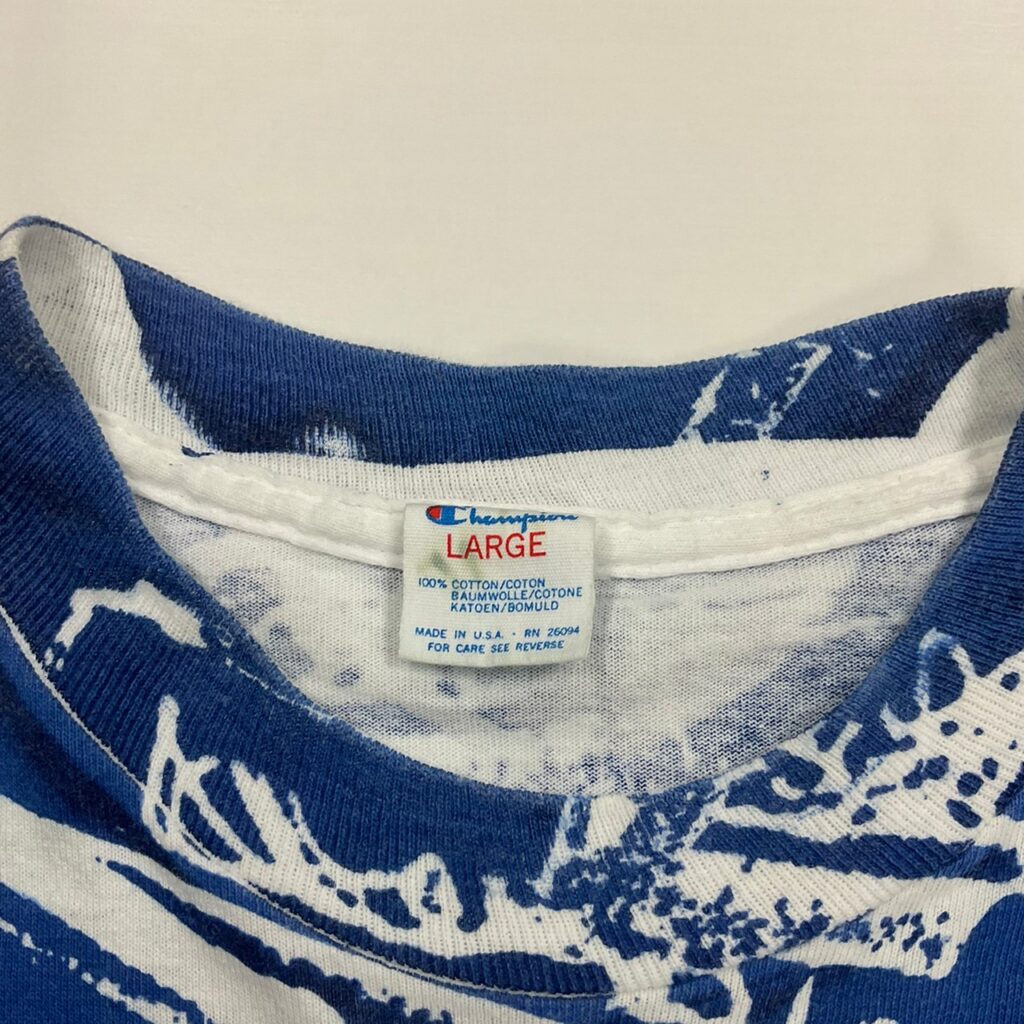 Champion
LARGE
100% COTTON/COTON
BAUMWOLLE/COTONE
KATOEN/BOMULD
MADE IN U.S.A. · RN 26094
FOR CARE SEE REVERSE